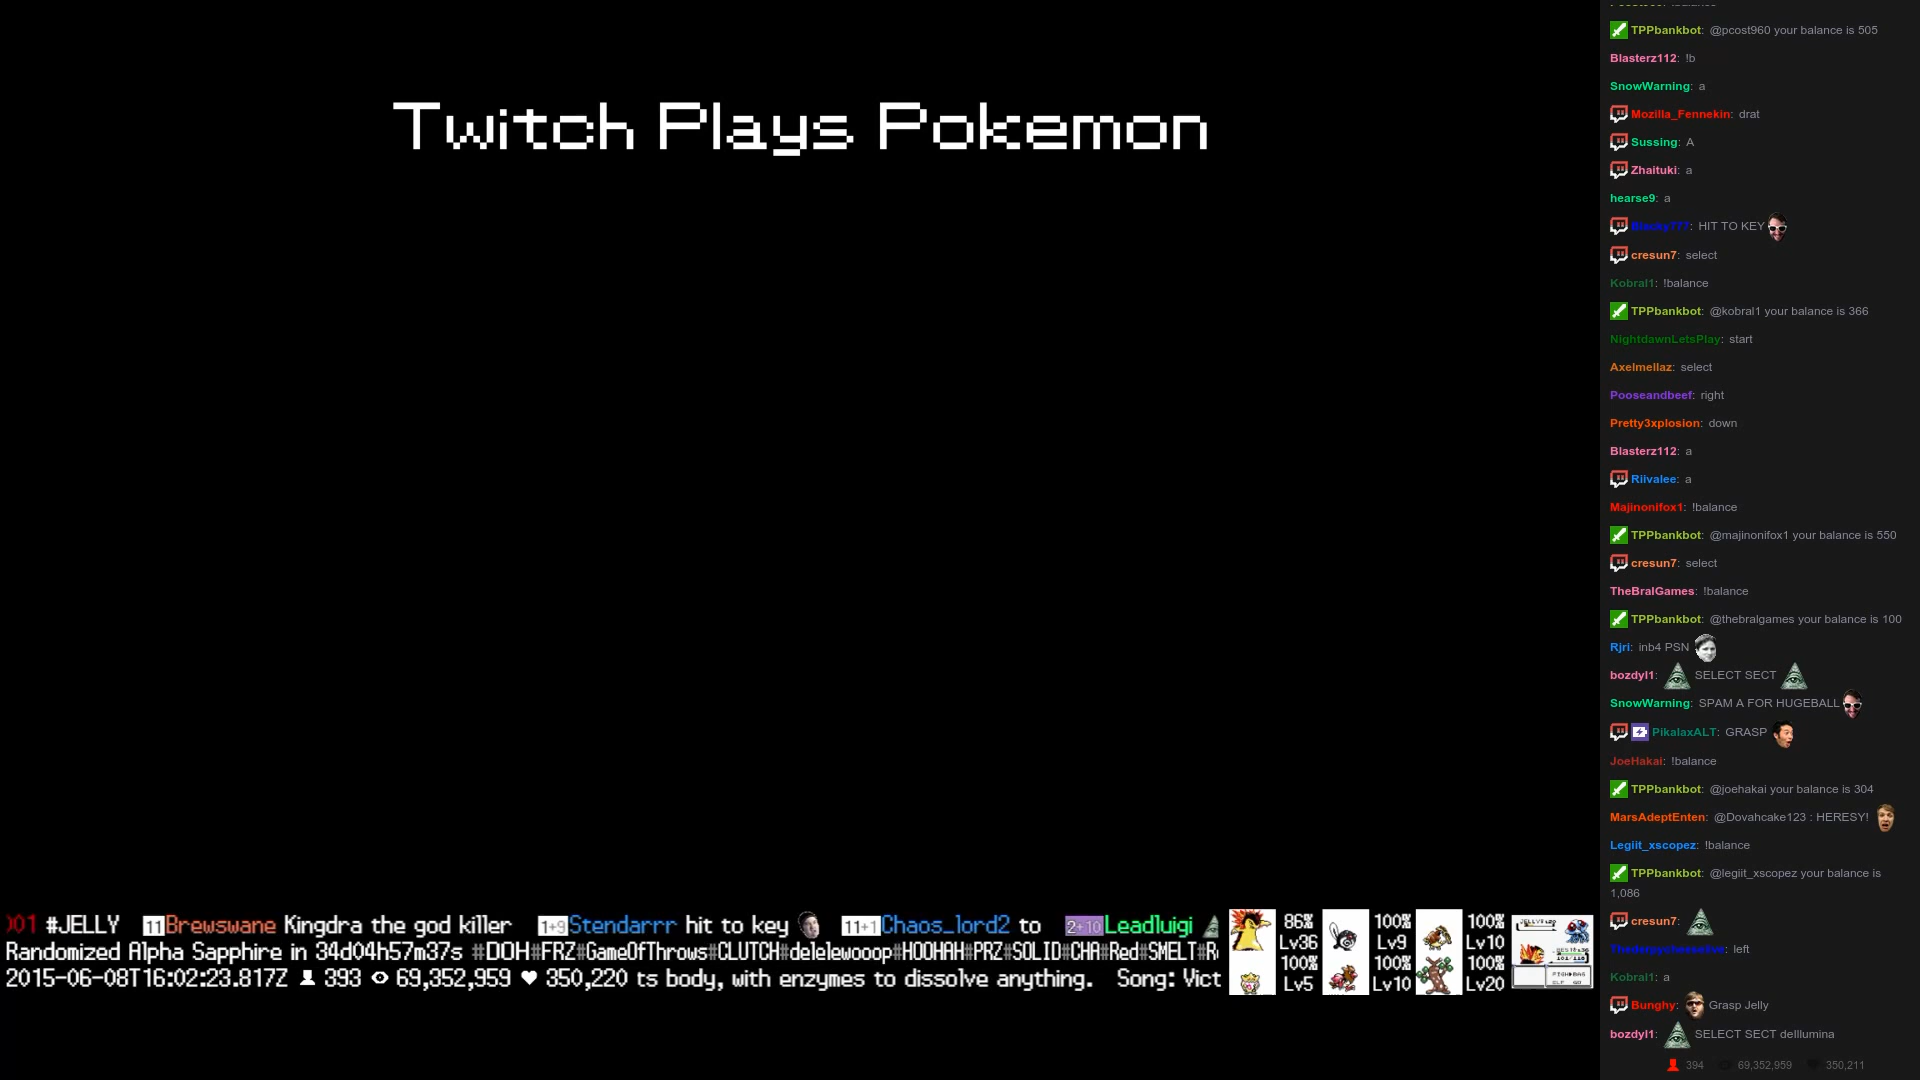 Twitch Plays Pokemon
#JELLY 11Brewswane Kingdra the god killer 1+9Stendarrr hit to key 11+1Chaos_lord2 to 2+10Leadluigi
Randomized Alpha Sapphire in 34d04h57m37s #DOH#FRZ#GameOfThrows#CLUTCH#delelewooop#HOOHAH#PRZ#SOLID#CHA#Red#SMELT#R
2015-06-08T16:02:23.817Z 393 69,352,959 350,220 ts body, with enzymes to dissolve anything. Song: Vict
86% 100% 100%
Lv36 Lv9 Lv10
100% 100% 100%
Lv5 Lv10 Lv20
TPPbankbot: @pcost960 your balance is 505
Blasterz112: !b
SnowWarning: a
Mozilla_Fennekin: drat
Sussing: A
Zhaituki: a
hearse9: a
HIT TO KEY
cresun7: select
Kobral1: !balance
TPPbankbot: @kobral1 your balance is 366
NightdawnLetsPlay: start
Axelmellaz: select
Pooseandbeef: right
Pretty3xplosion: down
Blasterz112: a
Riivalee: a
Majinonifox1: !balance
TPPbankbot: @majinonifox1 your balance is 550
cresun7: select
TheBralGames: !balance
TPPbankbot: @thebralgames your balance is 100
Rjri: inb4 PSN
bozdyl1: SELECT SECT
SnowWarning: SPAM A FOR HUGEBALL
PikalaxALT: GRASP
JoeHakai: !balance
TPPbankbot: @joehakai your balance is 304
MarsAdeptEnten: @Dovahcake123 : HERESY!
Legiit_xscopez: !balance
TPPbankbot: @legiit_xscopez your balance is
1,086
cresun7:
left
Kobral1: a
Bunghy: Grasp Jelly
bozdyl1: SELECT SECT delllumina
394 69,352,959 350,211